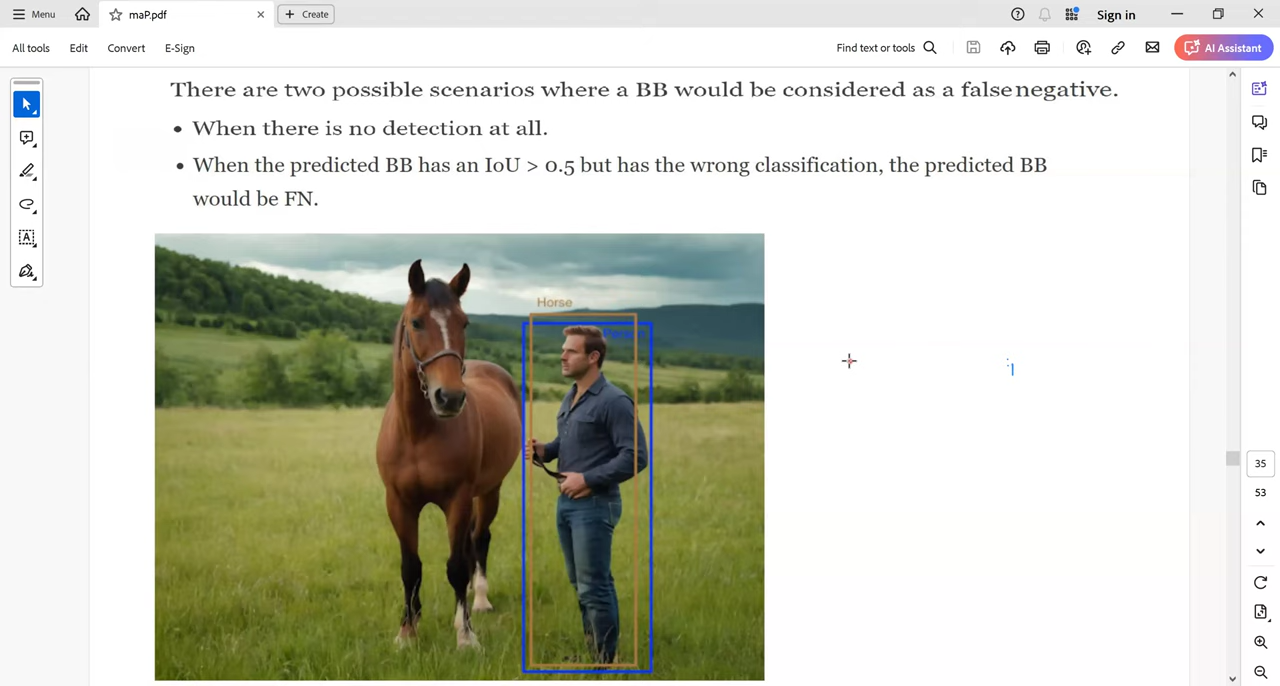 Menu
maP.pdf
Create
Sign in
All tools
Edit
Convert
E-Sign
Find text or tools
AI Assistant
There are two possible scenarios where a BB would be considered as a false negative.
• When there is no detection at all.
• When the predicted BB has an IoU > 0.5 but has the wrong classification, the predicted BB
would be FN.
Horse
Person
35
53